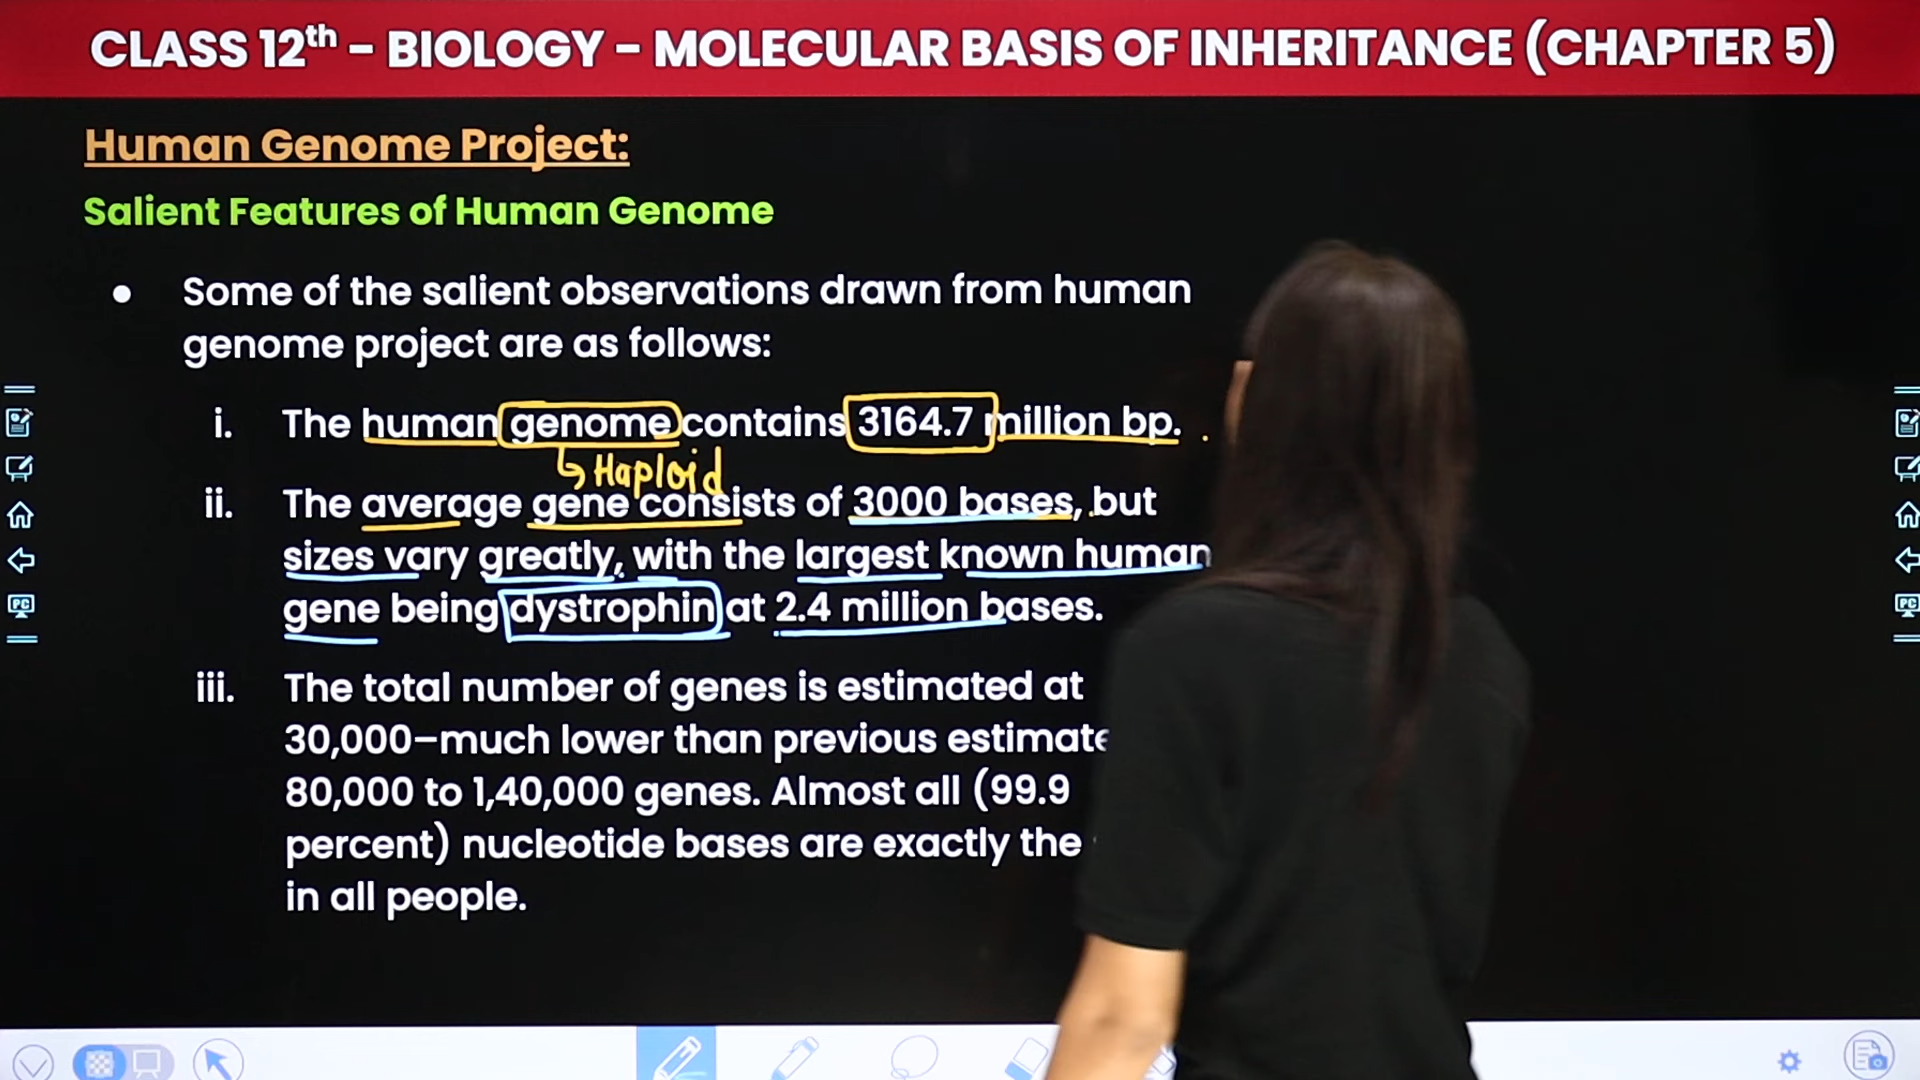 CLASS 12th – BIOLOGY – MOLECULAR BASIS OF INHERITANCE (CHAPTER 5)
Human Genome Project:
Salient Features of Human Genome
● Some of the salient observations drawn from human
genome project are as follows:
i. The human genome contains 3164.7 million bp.
↳ Haploid
ii. The average gene consists of 3000 bases, but
sizes vary greatly, with the largest known human
gene being dystrophin at 2.4 million bases.
iii. The total number of genes is estimated at
30,000–much lower than previous
80,000 to 1,40,000 genes. Almost all (99.9
percent) nucleotide bases are exactly the
in all people.
PC
PC